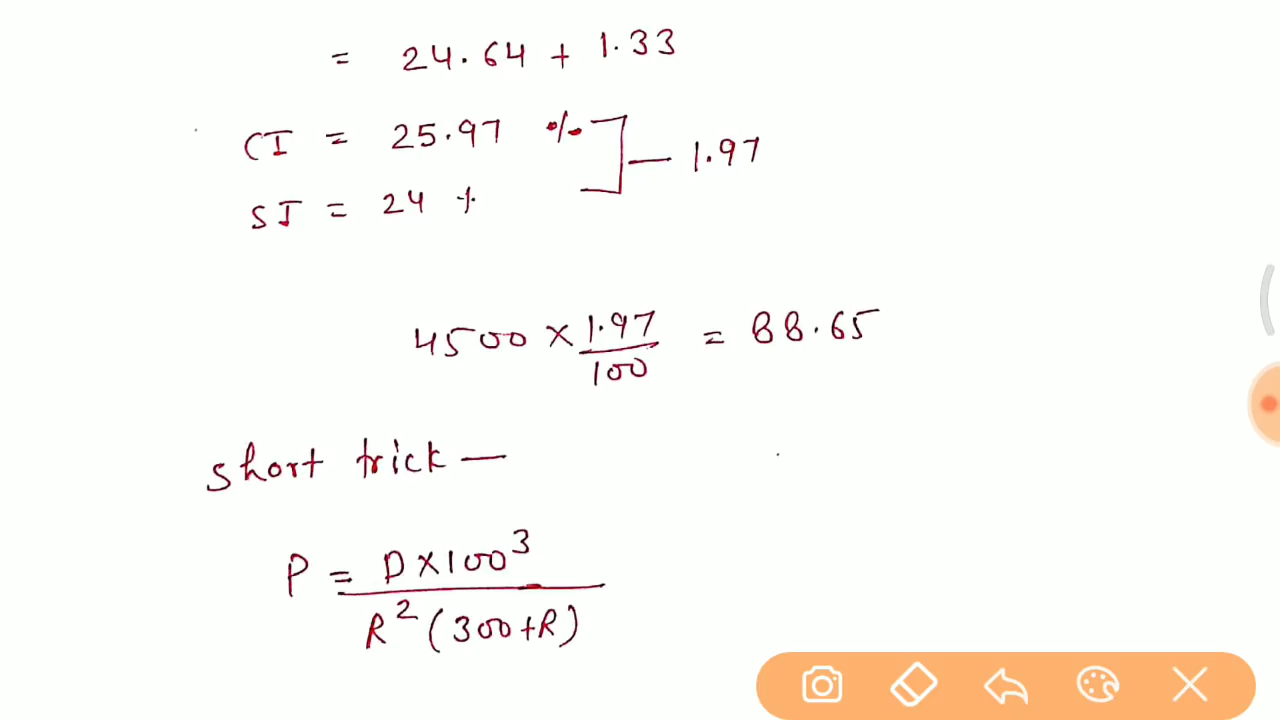 = 24.64 + 1.33
CI = 25.97 %
SI = 24 %
— 1.97
4500 × 1.97/100 = 88.65
short trick —
P = D×100³
R²(300+R)